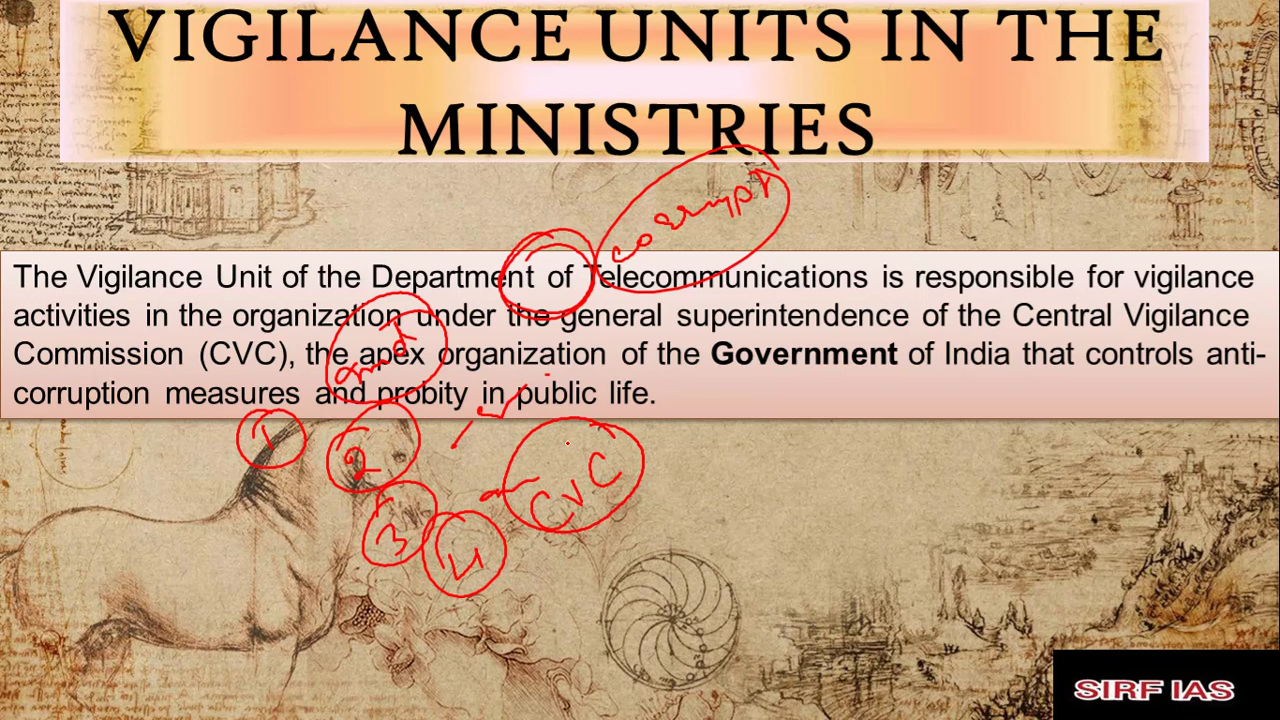 VIGILANCE UNITS IN THE
MINISTRIES
corrupt
The Vigilance Unit of the Department of Telecommunications is responsible for vigilance
activities in the organization under the general superintendence of the Central Vigilance
Commission (CVC), the apex organization of the Government of India that controls anti-
corruption measures and probity in public life.
1
2
CVC
3
4
SIRF IAS